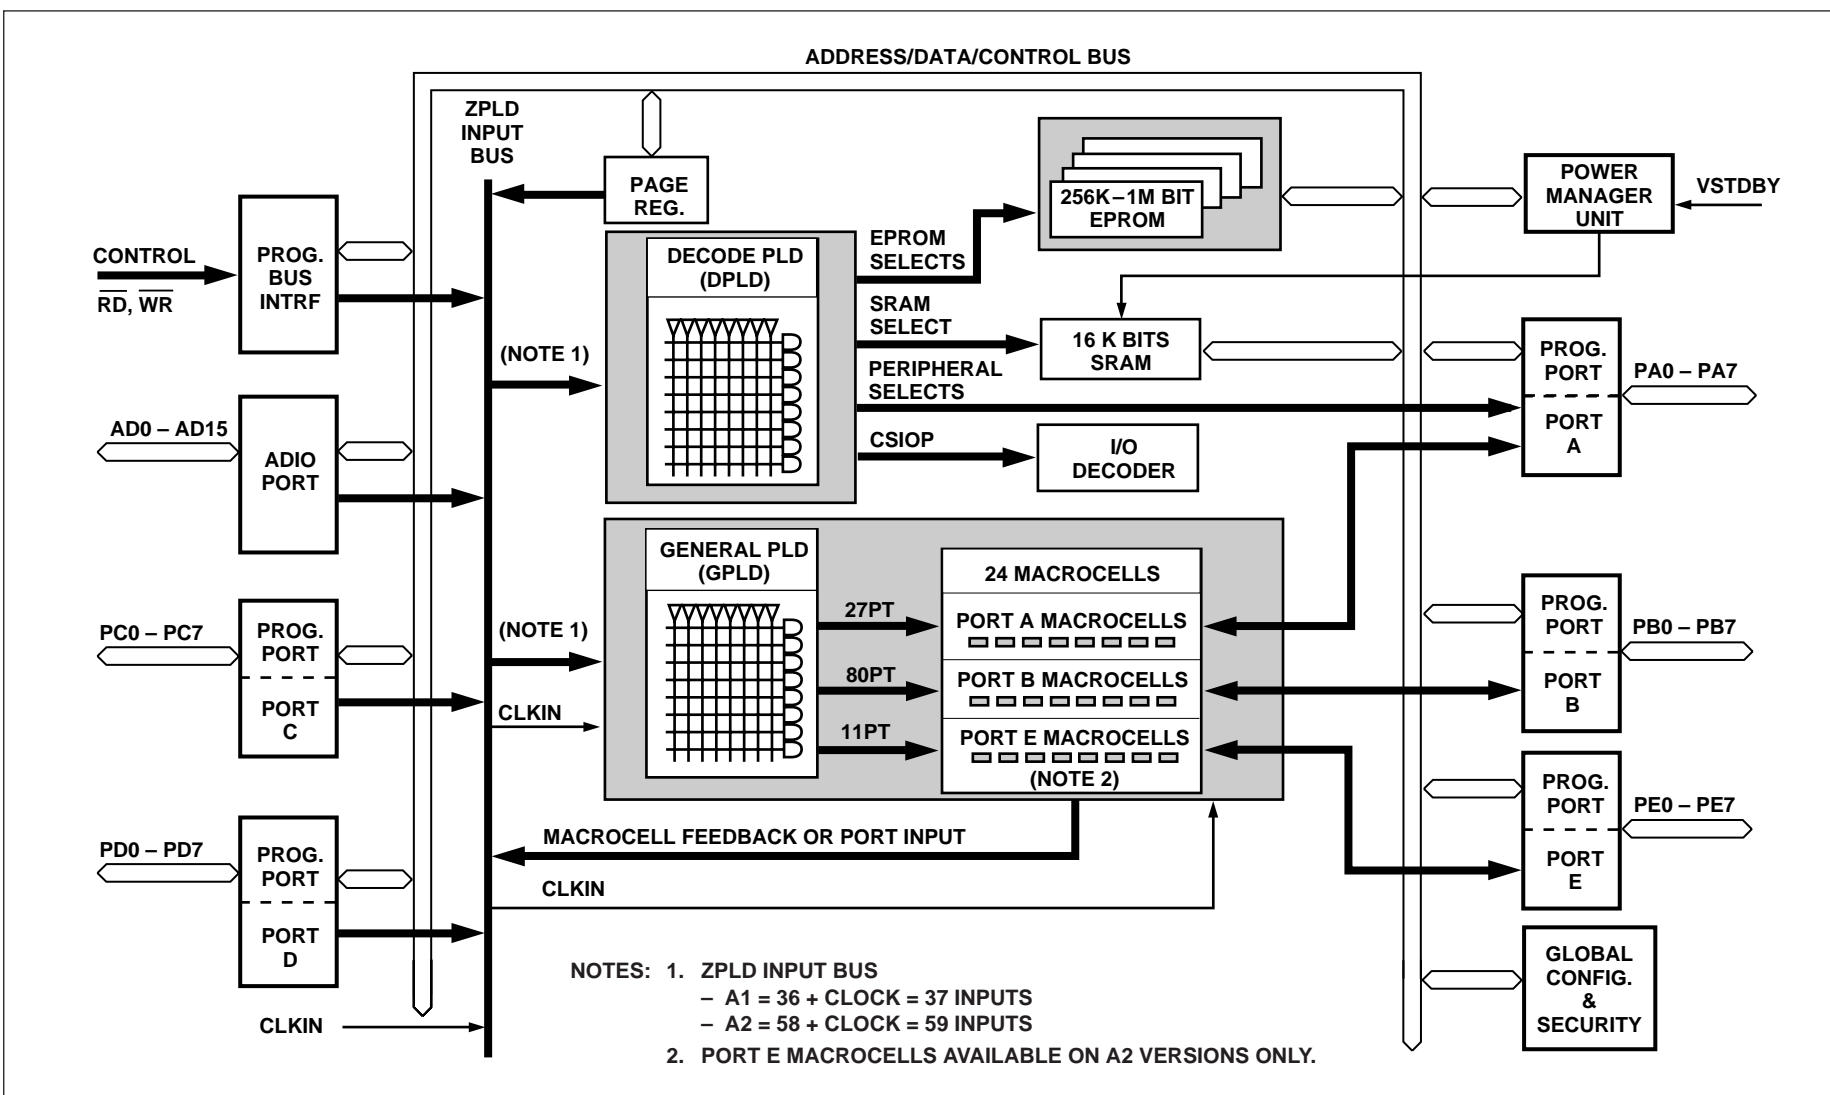 ADDRESS/DATA/CONTROL BUS
ZPLD
INPUT
BUS
PAGE
REG.
256K–1M BIT
EPROM
POWER
MANAGER
UNIT
VSTDBY
CONTROL
RD, WR
PROG.
BUS
INTRF
DECODE PLD
(DPLD)
EPROM
SELECTS
SRAM
SELECT
16 K BITS
SRAM
(NOTE 1)
PERIPHERAL
SELECTS
PROG.
PORT
PORT
A
PA0 – PA7
AD0 – AD15
ADIO
PORT
CSIOP
I/O
DECODER
GENERAL PLD
(GPLD)
24 MACROCELLS
27PT
PORT A MACROCELLS
80PT
PORT B MACROCELLS
11PT
PORT E MACROCELLS
(NOTE 2)
(NOTE 1)
CLKIN
PC0 – PC7
PROG.
PORT
PORT
C
PROG.
PORT
PORT
B
PB0 – PB7
PROG.
PORT
PORT
E
PE0 – PE7
MACROCELL FEEDBACK OR PORT INPUT
CLKIN
PD0 – PD7
PROG.
PORT
PORT
D
CLKIN
GLOBAL
CONFIG.
&
SECURITY
NOTES: 1. ZPLD INPUT BUS
– A1 = 36 + CLOCK = 37 INPUTS
– A2 = 58 + CLOCK = 59 INPUTS
2. PORT E MACROCELLS AVAILABLE ON A2 VERSIONS ONLY.